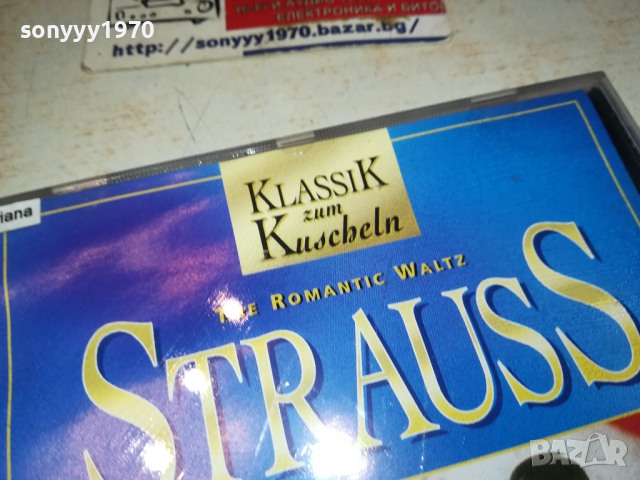 sonyyy1970
ЕЛЕКТРОНИКА И БИТОВ
http://sonyyy1970.bazar.bg/
iana
KLASSIK
zum
Kuscheln
THE ROMANTIC WALTZ
STRAUSS
BAZAR